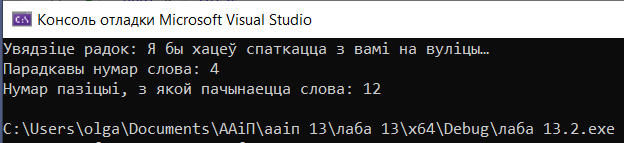 Консоль отладки Microsoft Visual Studio
Увядзіце радок: Я бы хацеў спаткацца з вамі на вуліцы…
Парадкавы нумар слова: 4
Нумар пазіцыі, з якой пачынаецца слова: 12
C:\Users\olga\Documents\ААіП\ааіп 13\лаба 13\x64\Debug\лаба 13.2.exe